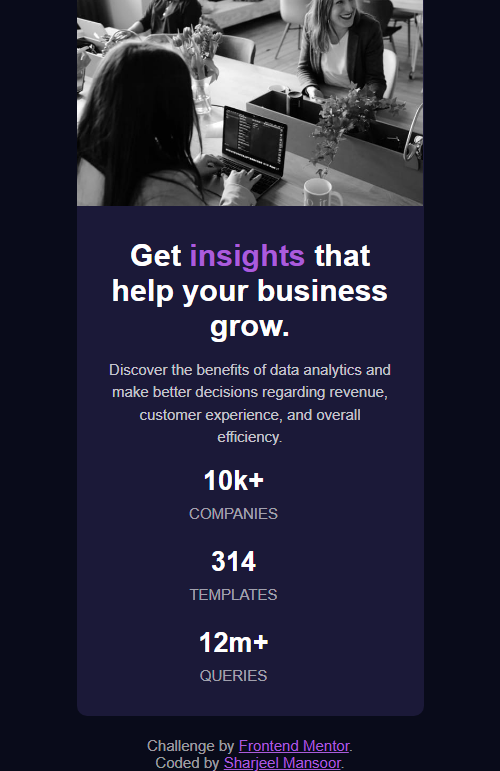 Get insights that
help your business
grow.
Discover the benefits of data analytics and
make better decisions regarding revenue,
customer experience, and overall
efficiency.
10k+
COMPANIES
314
TEMPLATES
12m+
QUERIES
Challenge by Frontend Mentor.
Coded by Sharjeel Mansoor.